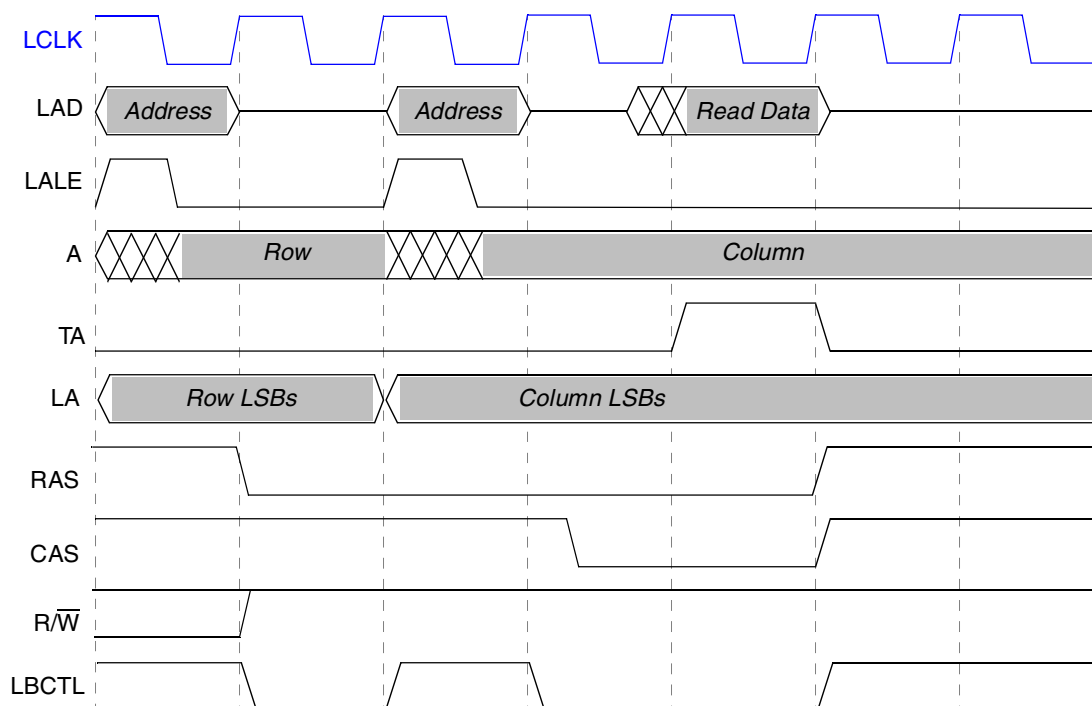 LCLK
LAD Address Address Read Data
LALE
A Row Column
TA
LA Row LSBs Column LSBs
RAS
CAS
R/W̅
LBCTL